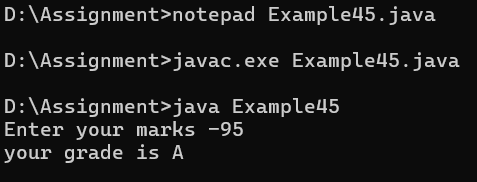 D:\Assignment>notepad Example45.java
D:\Assignment>javac.exe Example45.java
D:\Assignment>java Example45
Enter your marks -95
your grade is A